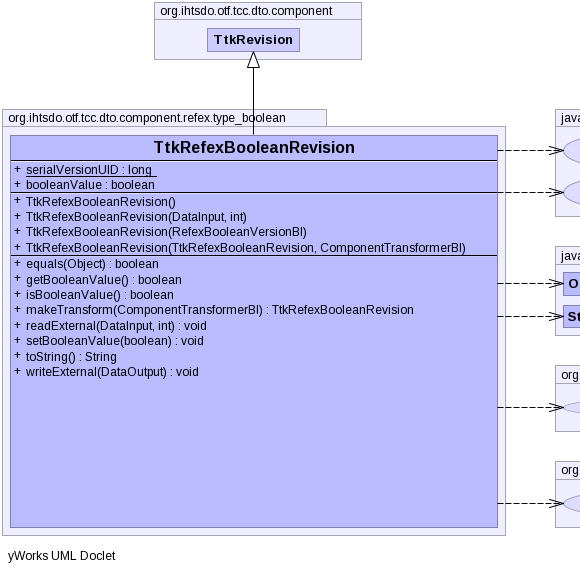 org.ihtsdo.otf.tcc.dto.component
TtkRevision
org.ihtsdo.otf.tcc.dto.component.refex.type_boolean
TtkRefexBooleanRevision
+ serialVersionUID : long
+ booleanValue : boolean
+ TtkRefexBooleanRevision()
+ TtkRefexBooleanRevision(DataInput, int)
+ TtkRefexBooleanRevision(RefexBooleanVersionBI)
+ TtkRefexBooleanRevision(TtkRefexBooleanRevision, ComponentTransformerBI)
+ equals(Object) : boolean
+ getBooleanValue() : boolean
+ isBooleanValue() : boolean
+ makeTransform(ComponentTransformerBI) : TtkRefexBooleanRevision
+ readExternal(DataInput, int) : void
+ setBooleanValue(boolean) : void
+ toString() : String
+ writeExternal(DataOutput) : void
java
java
O
St
org
org
yWorks UML Doclet